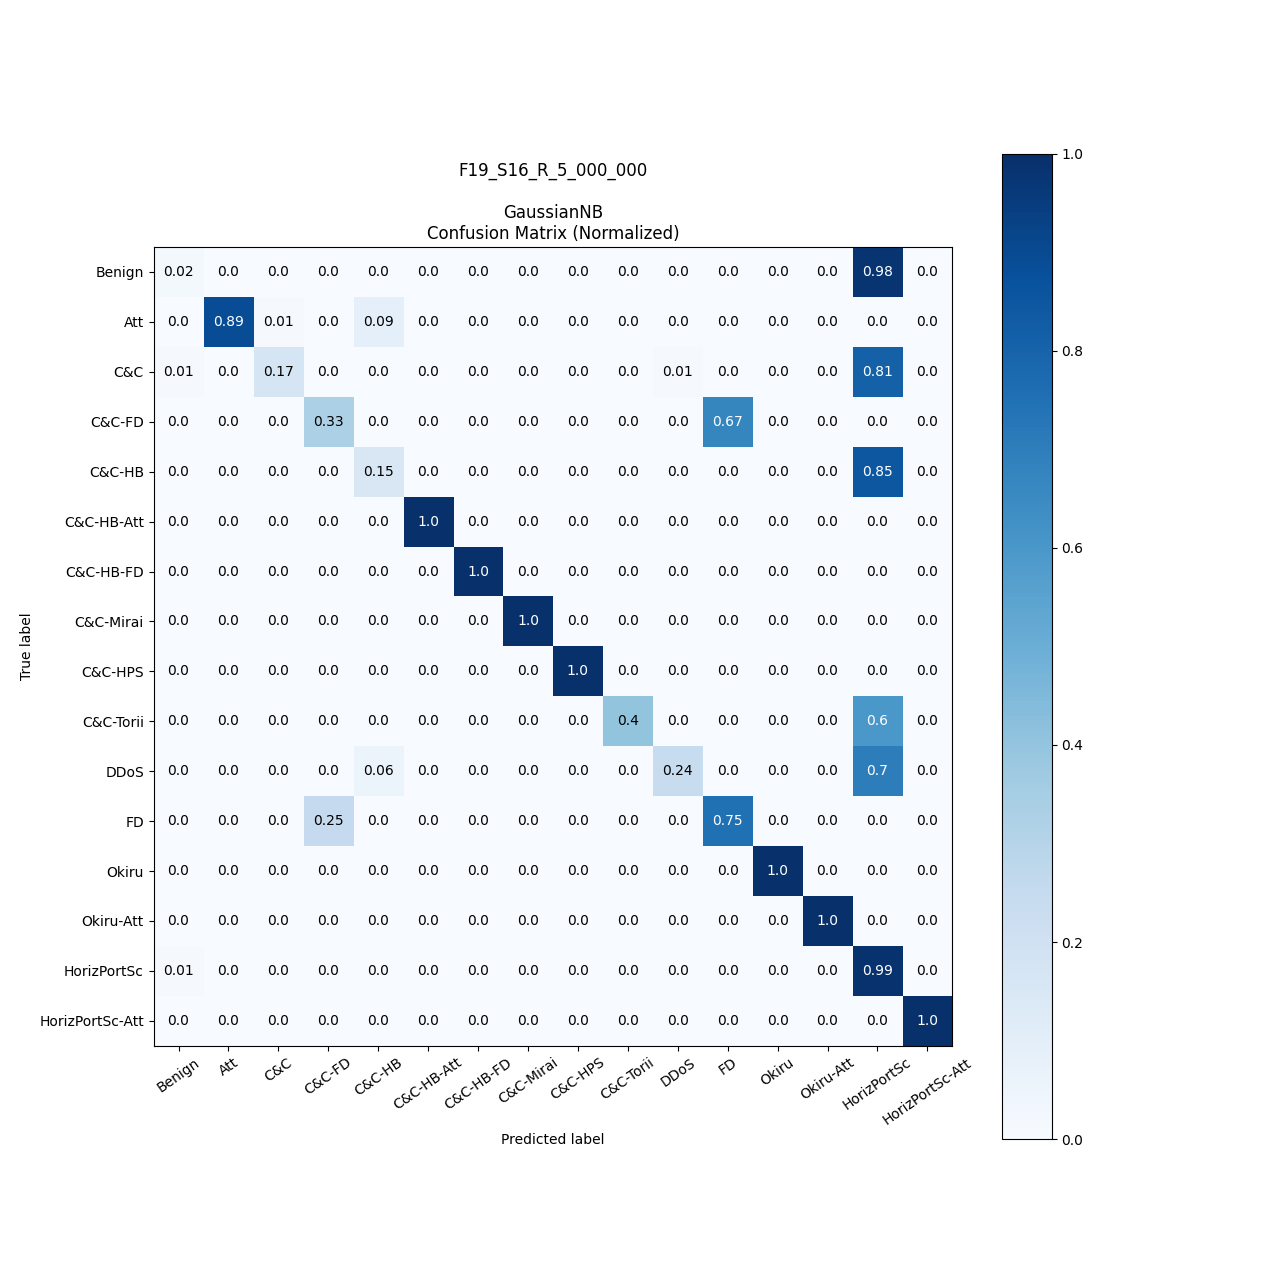 F19_S16_R_5_000_000
GaussianNB
Confusion Matrix (Normalized)
Benign 0.02 0.0 0.0 0.0 0.0 0.0 0.0 0.0 0.0 0.0 0.0 0.0 0.0 0.0 0.98 0.0
Att 0.0 0.89 0.01 0.0 0.09 0.0 0.0 0.0 0.0 0.0 0.0 0.0 0.0 0.0 0.0 0.0
C&C 0.01 0.0 0.17 0.0 0.0 0.0 0.0 0.0 0.0 0.0 0.01 0.0 0.0 0.0 0.81 0.0
C&C-FD 0.0 0.0 0.0 0.33 0.0 0.0 0.0 0.0 0.0 0.0 0.0 0.67 0.0 0.0 0.0 0.0
C&C-HB 0.0 0.0 0.0 0.0 0.15 0.0 0.0 0.0 0.0 0.0 0.0 0.0 0.0 0.0 0.85 0.0
C&C-HB-Att 0.0 0.0 0.0 0.0 0.0 1.0 0.0 0.0 0.0 0.0 0.0 0.0 0.0 0.0 0.0 0.0
C&C-HB-FD 0.0 0.0 0.0 0.0 0.0 0.0 1.0 0.0 0.0 0.0 0.0 0.0 0.0 0.0 0.0 0.0
C&C-Mirai 0.0 0.0 0.0 0.0 0.0 0.0 0.0 1.0 0.0 0.0 0.0 0.0 0.0 0.0 0.0 0.0
C&C-HPS 0.0 0.0 0.0 0.0 0.0 0.0 0.0 0.0 1.0 0.0 0.0 0.0 0.0 0.0 0.0 0.0
C&C-Torii 0.0 0.0 0.0 0.0 0.0 0.0 0.0 0.0 0.0 0.4 0.0 0.0 0.0 0.0 0.6 0.0
DDoS 0.0 0.0 0.0 0.0 0.06 0.0 0.0 0.0 0.0 0.0 0.24 0.0 0.0 0.0 0.7 0.0
FD 0.0 0.0 0.0 0.25 0.0 0.0 0.0 0.0 0.0 0.0 0.0 0.75 0.0 0.0 0.0 0.0
Okiru 0.0 0.0 0.0 0.0 0.0 0.0 0.0 0.0 0.0 0.0 0.0 0.0 1.0 0.0 0.0 0.0
Okiru-Att 0.0 0.0 0.0 0.0 0.0 0.0 0.0 0.0 0.0 0.0 0.0 0.0 0.0 1.0 0.0 0.0
HorizPortSc 0.01 0.0 0.0 0.0 0.0 0.0 0.0 0.0 0.0 0.0 0.0 0.0 0.0 0.0 0.99 0.0
HorizPortSc-Att 0.0 0.0 0.0 0.0 0.0 0.0 0.0 0.0 0.0 0.0 0.0 0.0 0.0 0.0 0.0 1.0
Benign Att C&C C&C-FD C&C-HB C&C-HB-Att C&C-HB-FD C&C-Mirai C&C-HPS C&C-Torii DDoS FD Okiru Okiru-Att HorizPortSc HorizPortSc-Att
Predicted label
True label
1.0
0.8
0.6
0.4
0.2
0.0